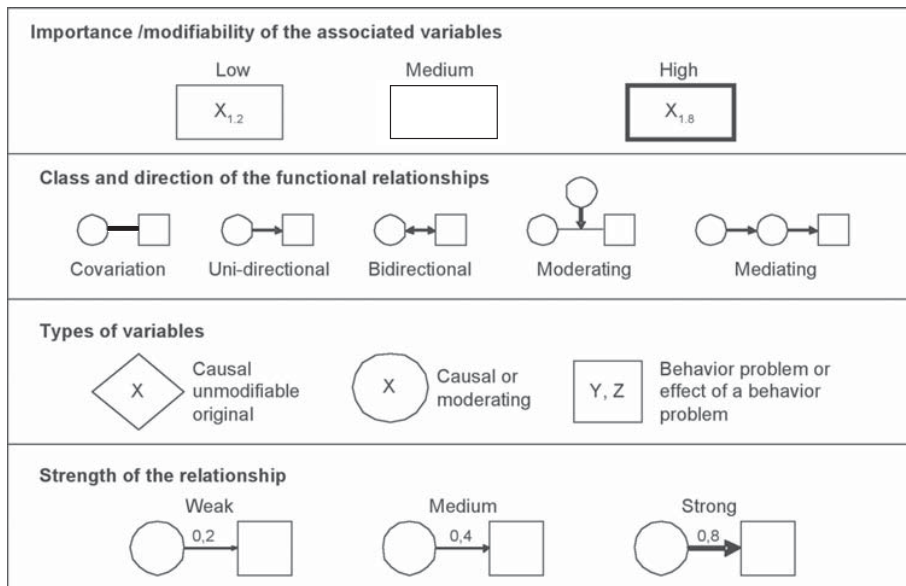 Importance /modifiability of the associated variables
Low Medium High
X1.2 X1.8
Class and direction of the functional relationships
Covariation Uni-directional Bidirectional Moderating Mediating
Types of variables
X
Causal
unmodifiable
original
X
Causal or
moderating
Y, Z
Behavior problem or
effect of a behavior
problem
Strength of the relationship
Weak Medium Strong
0,2 0,4 0,8